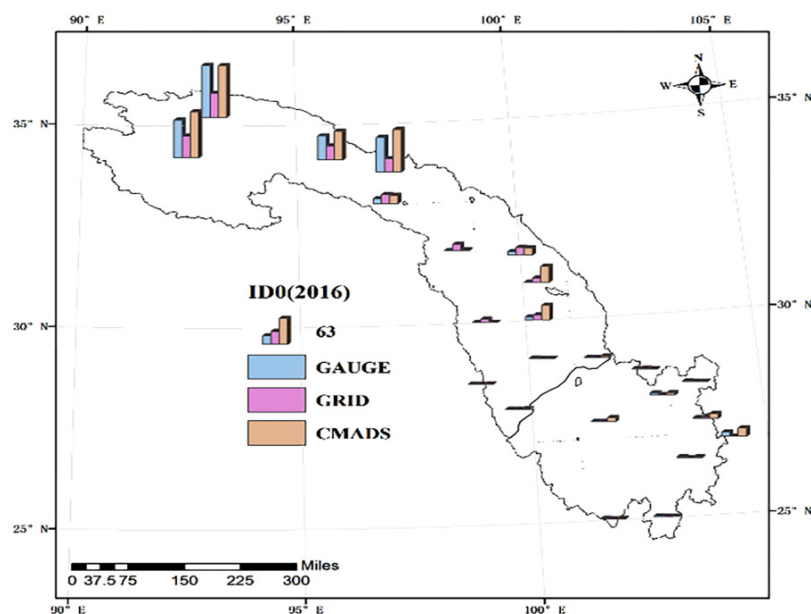 90° E 95° E 100° E 105° E
N
W E
S
35° N 35° N
ID0(2016)
63
30° N 30° N
GAUGE
GRID
CMADS
25° N 25° N
Miles
0 37.5 75 150 225 300
90° E 95° E 100° E